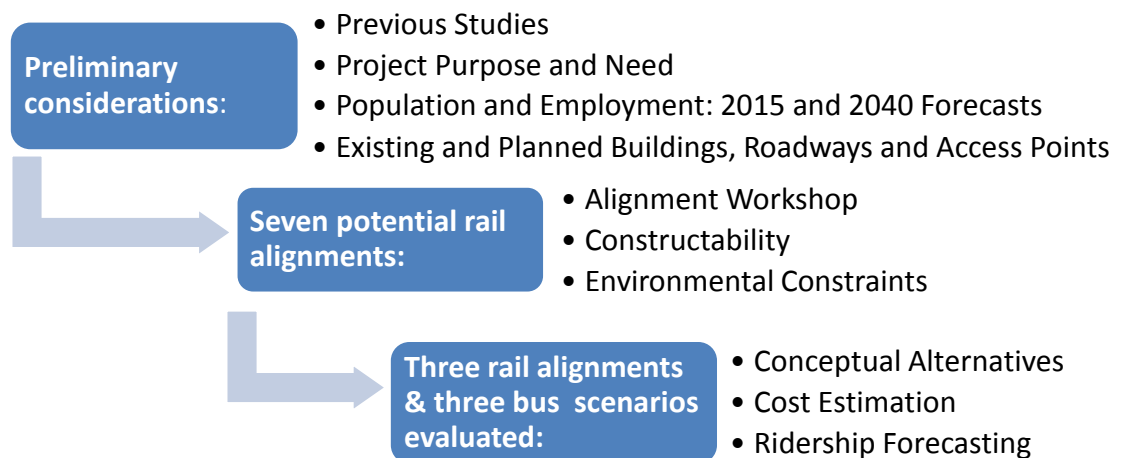 Preliminary
considerations:
• Previous Studies
• Project Purpose and Need
• Population and Employment: 2015 and 2040 Forecasts
• Existing and Planned Buildings, Roadways and Access Points
Seven potential rail
alignments:
• Alignment Workshop
• Constructability
• Environmental Constraints
Three rail alignments
& three bus scenarios
evaluated:
• Conceptual Alternatives
• Cost Estimation
• Ridership Forecasting